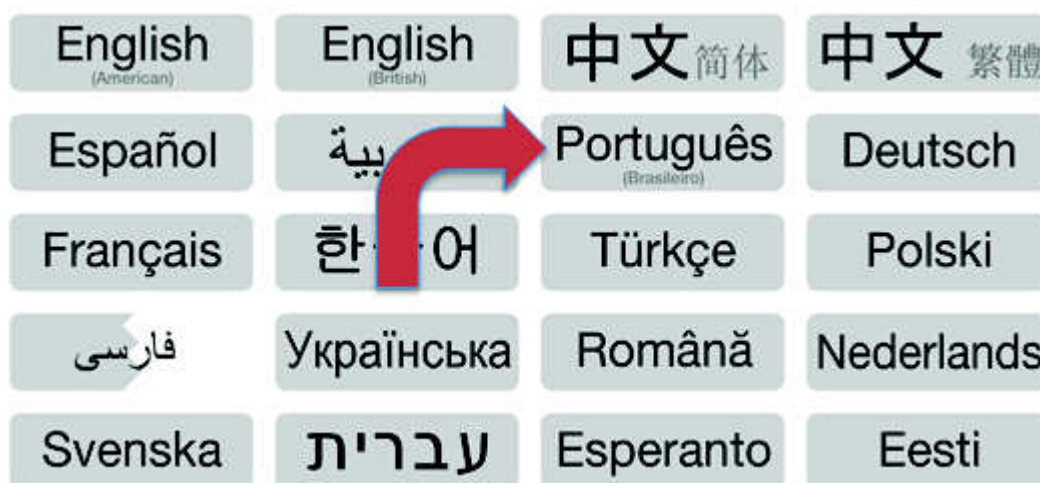 English
(American)
English
(British)
中文 简体
中文 繁體
Español
Português
(Brasileiro)
Deutsch
Français
Türkçe
Polski
فارسی
Українська
Română
Nederlands
Svenska
עברית
Esperanto
Eesti